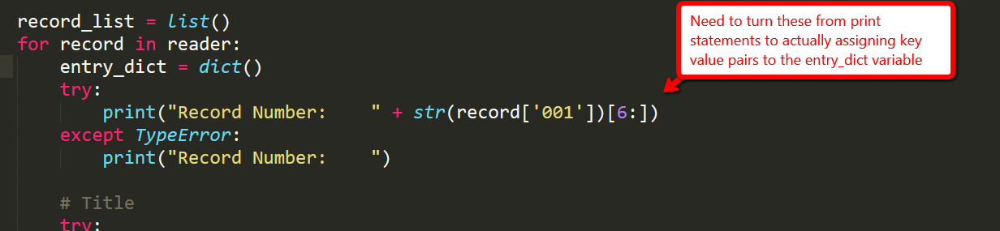 record_list = list()
for record in reader:
    entry_dict = dict()
    try:
        print("Record Number:    " + str(record['001'])[6:])
    except TypeError:
        print("Record Number:    ")

    # Title
    try:
Need to turn these from print
statements to actually assigning key
value pairs to the entry_dict variable